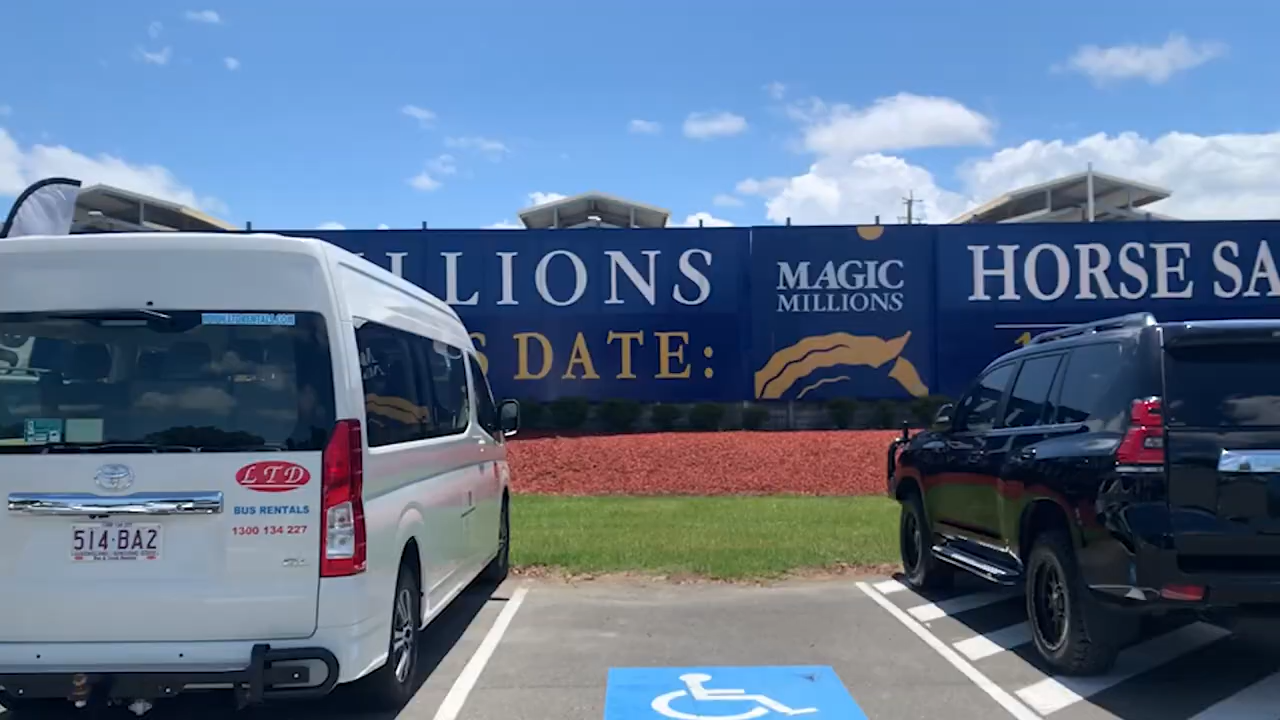 ILLIONS
S DATE:
MAGIC
MILLIONS
HORSE SA
LTD
BUS RENTALS
1300 134 227
514·BAZ